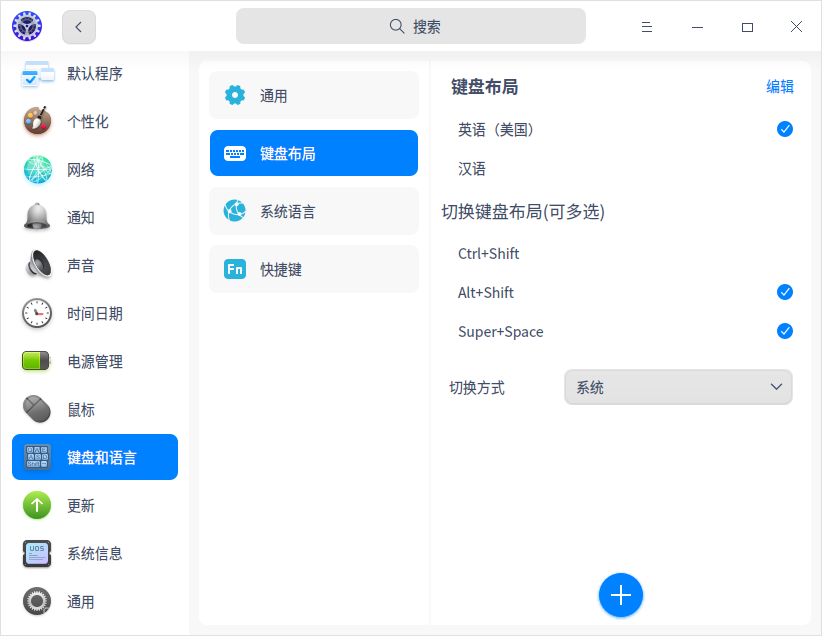 搜索
默认程序
个性化
网络
通知
声音
时间日期
电源管理
鼠标
键盘和语言
更新
UOS
系统信息
通用
通用
键盘布局
系统语言
Fn
快捷键
键盘布局
编辑
英语（美国）
汉语
切换键盘布局(可多选)
Ctrl+Shift
Alt+Shift
Super+Space
切换方式
系统